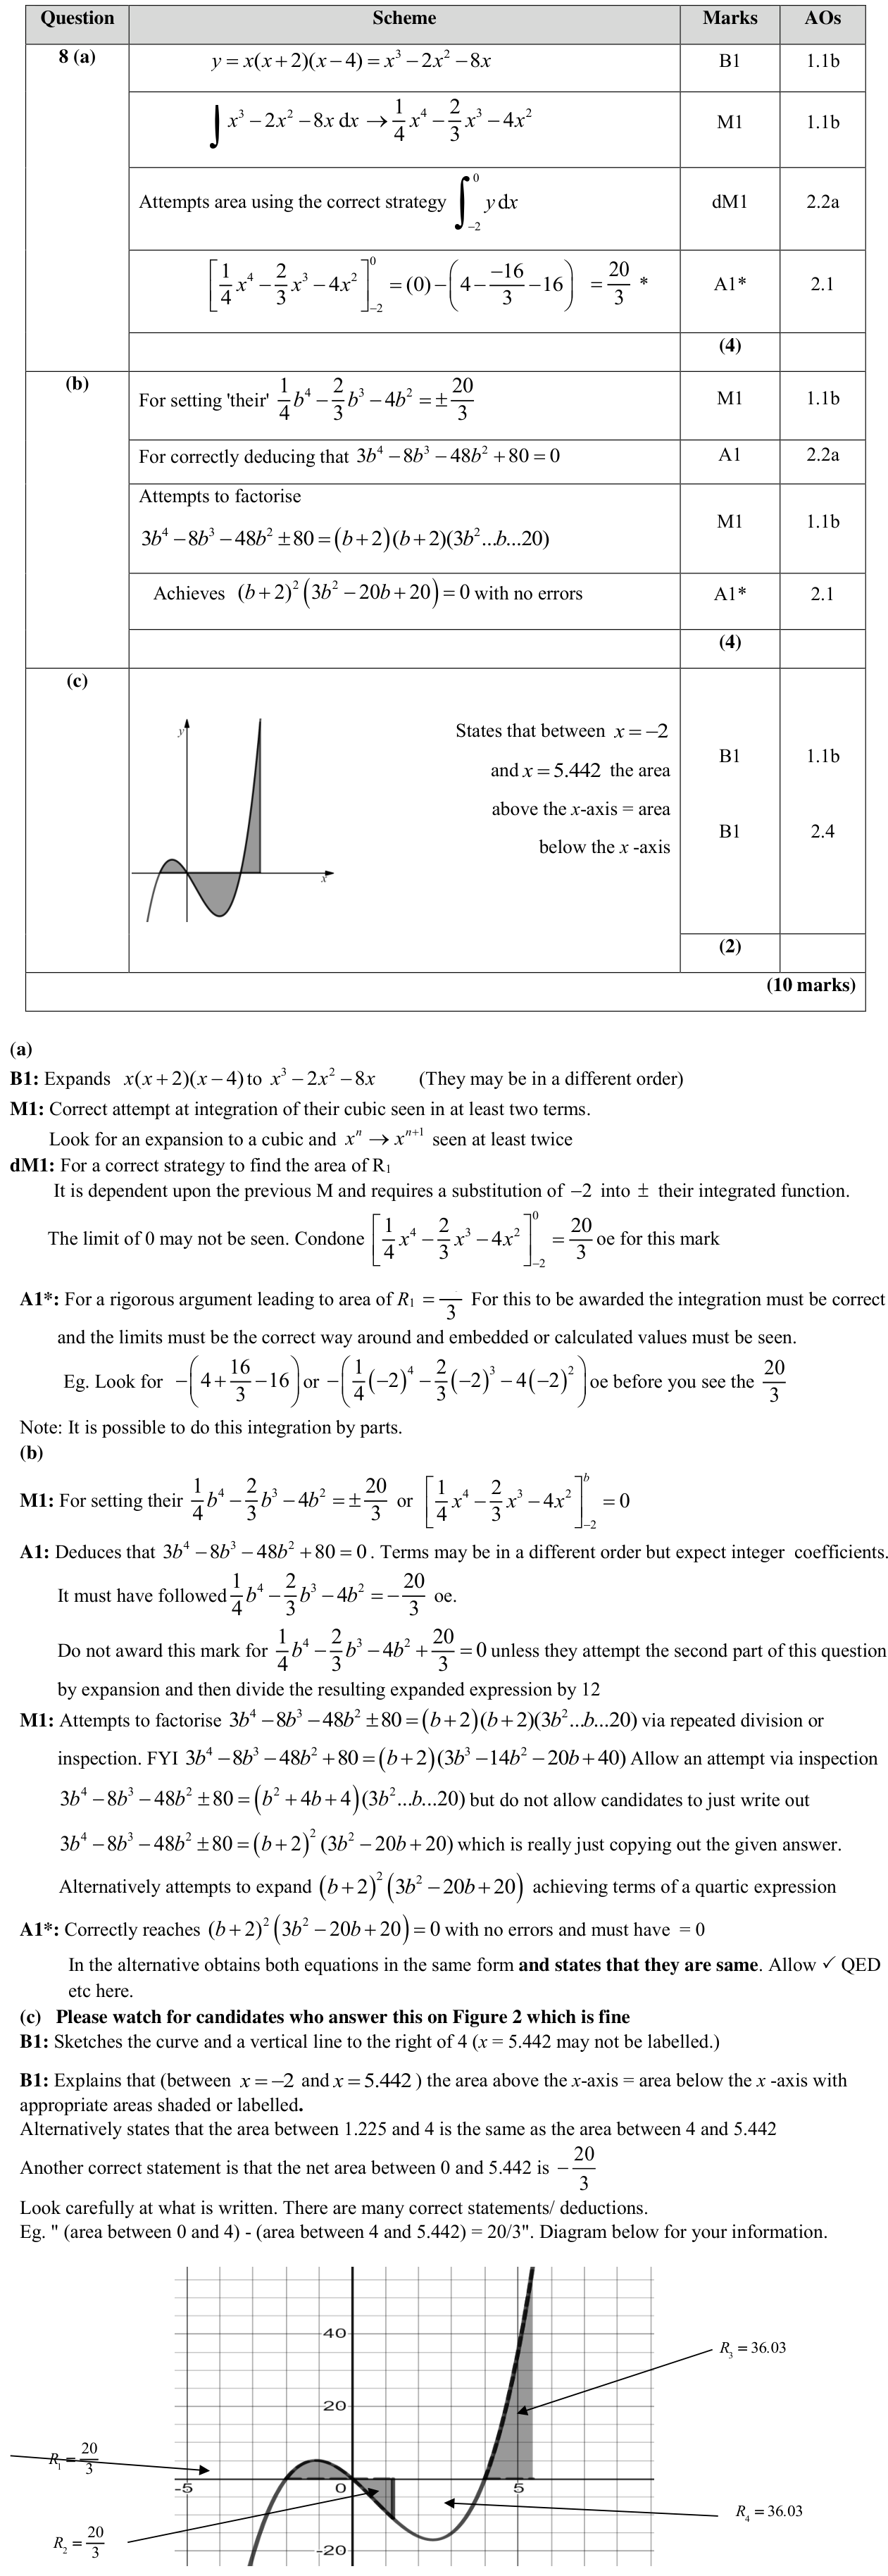 Question Scheme Marks AOs
8 (a) y = x(x+2)(x−4) = x³ − 2x² − 8x B1 1.1b
∫ x³ − 2x² − 8x dx → 1/4 x⁴ − 2/3 x³ − 4x² M1 1.1b
Attempts area using the correct strategy ∫₋₂⁰ y dx dM1 2.2a
[1/4 x⁴ − 2/3 x³ − 4x²]₋₂⁰ = (0) − (4 − −16/3 − 16) = 20/3 * A1* 2.1
(4)
(b) For setting 'their' 1/4 b⁴ − 2/3 b³ − 4b² = ± 20/3 M1 1.1b
For correctly deducing that 3b⁴ − 8b³ − 48b² + 80 = 0 A1 2.2a
Attempts to factorise
3b⁴ − 8b³ − 48b² ± 80 = (b+2)(b+2)(3b²...b...20) M1 1.1b
Achieves (b+2)²(3b² − 20b + 20) = 0 with no errors A1* 2.1
(4)
(c)
y
x
States that between x = −2
and x = 5.442 the area
above the x-axis = area
below the x -axis
B1 1.1b
B1 2.4
(2)
(10 marks)
(a)
B1: Expands x(x+2)(x−4) to x³ − 2x² − 8x (They may be in a different order)
M1: Correct attempt at integration of their cubic seen in at least two terms.
Look for an expansion to a cubic and xⁿ → xⁿ⁺¹ seen at least twice
dM1: For a correct strategy to find the area of R₁
It is dependent upon the previous M and requires a substitution of −2 into ± their integrated function.
The limit of 0 may not be seen. Condone [1/4 x⁴ − 2/3 x³ − 4x²]₋₂⁰ = 20/3 oe for this mark
A1*: For a rigorous argument leading to area of R₁ = /3 For this to be awarded the integration must be correct
and the limits must be the correct way around and embedded or calculated values must be seen.
Eg. Look for −(4 + 16/3 − 16) or −(1/4 (−2)⁴ − 2/3 (−2)³ − 4(−2)²) oe before you see the 20/3
Note: It is possible to do this integration by parts.
(b)
M1: For setting their 1/4 b⁴ − 2/3 b³ − 4b² = ± 20/3 or [1/4 x⁴ − 2/3 x³ − 4x²]₋₂ᵇ = 0
A1: Deduces that 3b⁴ − 8b³ − 48b² + 80 = 0. Terms may be in a different order but expect integer coefficients.
It must have followed 1/4 b⁴ − 2/3 b³ − 4b² = − 20/3 oe.
Do not award this mark for 1/4 b⁴ − 2/3 b³ − 4b² + 20/3 = 0 unless they attempt the second part of this question
by expansion and then divide the resulting expanded expression by 12
M1: Attempts to factorise 3b⁴ − 8b³ − 48b² ± 80 = (b+2)(b+2)(3b²...b...20) via repeated division or
inspection. FYI 3b⁴ − 8b³ − 48b² + 80 = (b+2)(3b³ − 14b² − 20b + 40) Allow an attempt via inspection
3b⁴ − 8b³ − 48b² ± 80 = (b² + 4b + 4)(3b²...b...20) but do not allow candidates to just write out
3b⁴ − 8b³ − 48b² ± 80 = (b+2)²(3b² − 20b + 20) which is really just copying out the given answer.
Alternatively attempts to expand (b+2)²(3b² − 20b + 20) achieving terms of a quartic expression
A1*: Correctly reaches (b+2)²(3b² − 20b + 20) = 0 with no errors and must have = 0
In the alternative obtains both equations in the same form and states that they are same. Allow ✓ QED
etc here.
(c) Please watch for candidates who answer this on Figure 2 which is fine
B1: Sketches the curve and a vertical line to the right of 4 (x = 5.442 may not be labelled.)
B1: Explains that (between x = −2 and x = 5.442 ) the area above the x-axis = area below the x -axis with
appropriate areas shaded or labelled.
Alternatively states that the area between 1.225 and 4 is the same as the area between 4 and 5.442
Another correct statement is that the net area between 0 and 5.442 is − 20/3
Look carefully at what is written. There are many correct statements/ deductions.
Eg. " (area between 0 and 4) - (area between 4 and 5.442) = 20/3". Diagram below for your information.
40
R₃ = 36.03
20
R₁ = 20/3
-5 0 5
R₄ = 36.03
R₂ = 20/3
-20